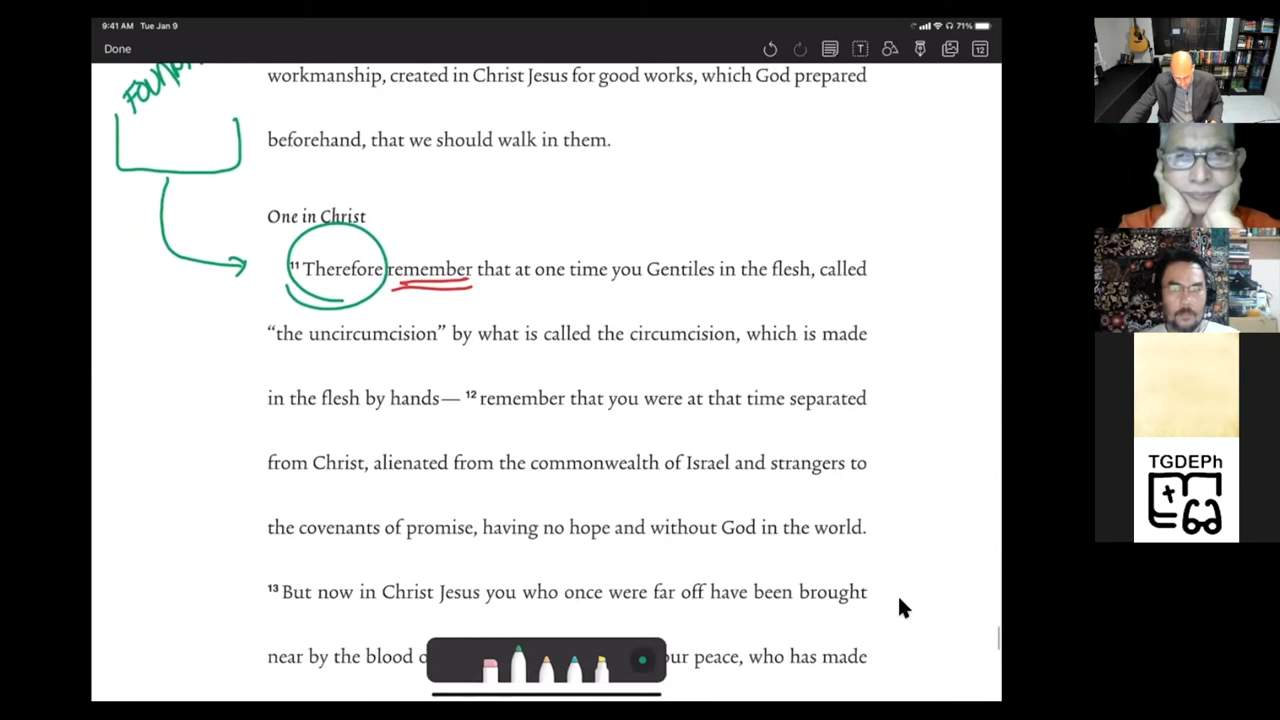 9:41 AM Tue Jan 9
71%
Done
12
workmanship, created in Christ Jesus for good works, which God prepared
beforehand, that we should walk in them.
One in Christ
¹¹ Therefore remember that at one time you Gentiles in the flesh, called
“the uncircumcision” by what is called the circumcision, which is made
in the flesh by hands— ¹² remember that you were at that time separated
from Christ, alienated from the commonwealth of Israel and strangers to
the covenants of promise, having no hope and without God in the world.
¹³ But now in Christ Jesus you who once were far off have been brought
near by the blood our peace, who has made
TGDEPh